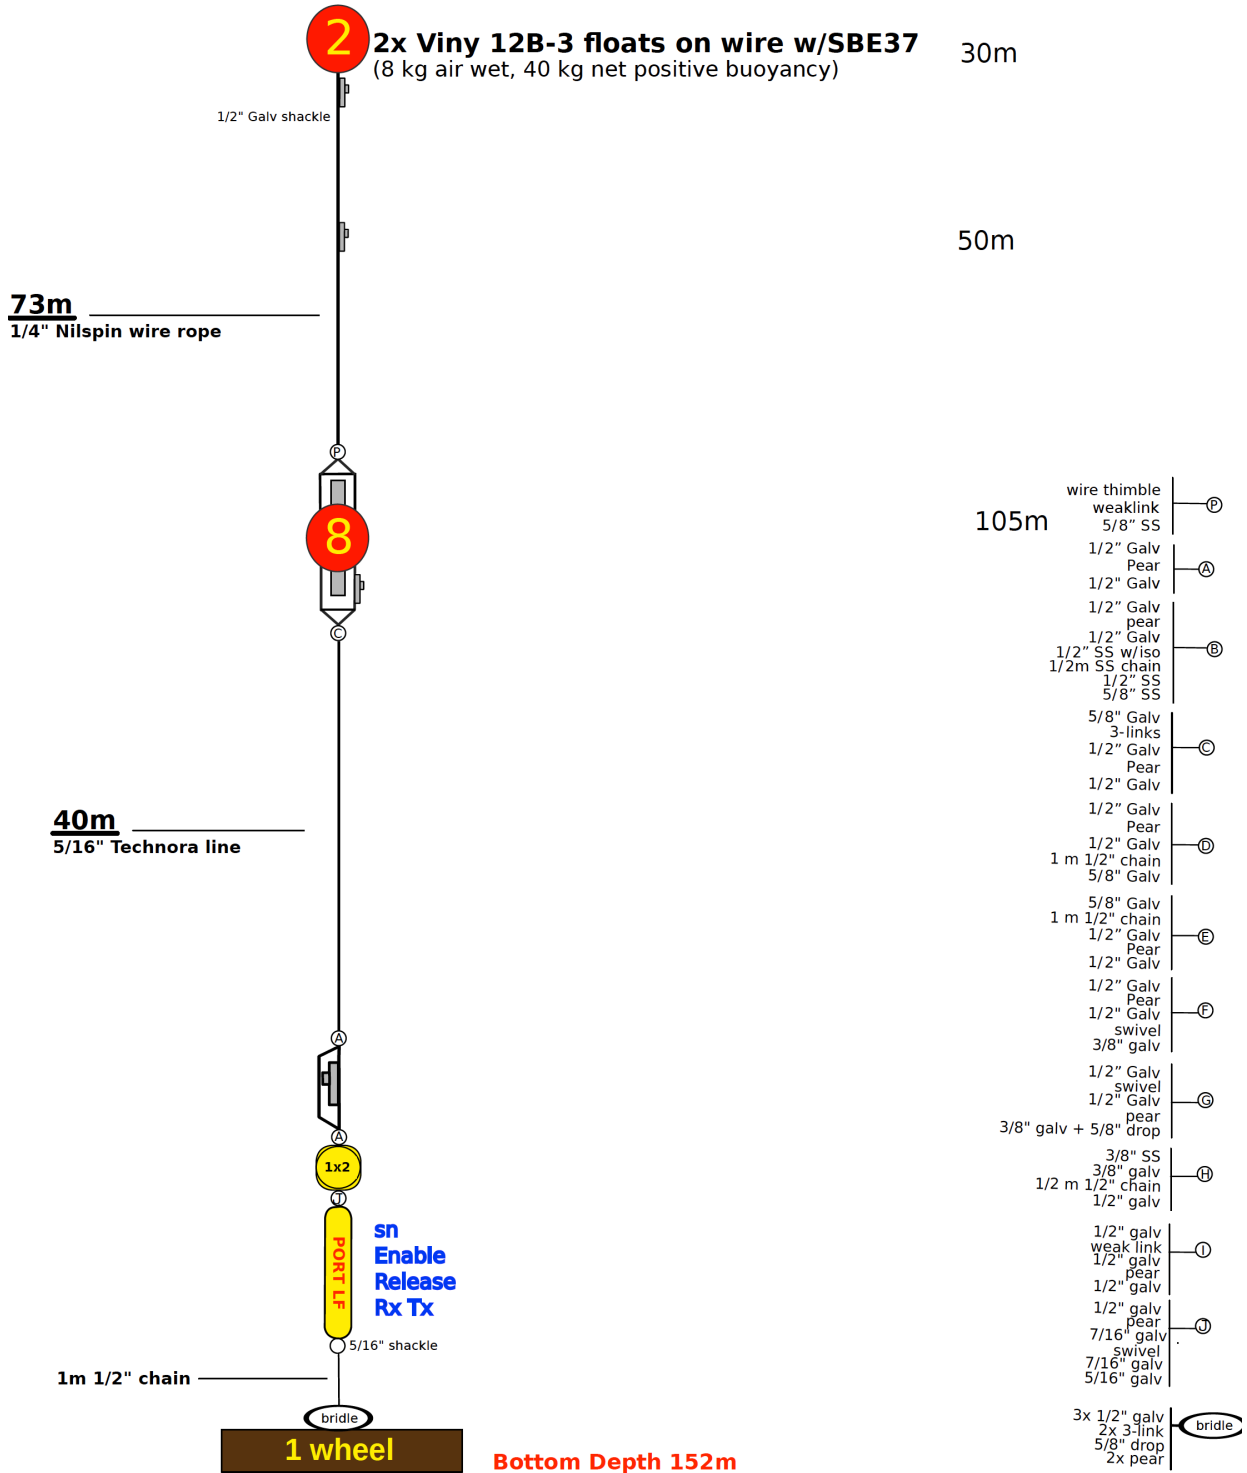 2
2x Viny 12B-3 floats on wire w/SBE37
(8 kg air wet, 40 kg net positive buoyancy)
30m
1/2" Galv shackle
50m
73m
1/4" Nilspin wire rope
P
8
105m
C
40m
5/16" Technora line
A
A
1x2
J
PORT LF
sn
Enable
Release
Rx Tx
5/16" shackle
1m 1/2" chain
bridle
1 wheel
Bottom Depth 152m
wire thimble
weaklink
5/8” SS
P
1/2” Galv
Pear
1/2" Galv
A
1/2” Galv
pear
1/2” Galv
1/2” SS w/iso
1/2m SS chain
1/2” SS
5/8” SS
B
5/8" Galv
3-links
1/2” Galv
Pear
1/2" Galv
C
1/2” Galv
Pear
1/2" Galv
1 m 1/2" chain
5/8" Galv
D
5/8" Galv
1 m 1/2" chain
1/2” Galv
Pear
1/2" Galv
E
1/2” Galv
Pear
1/2" Galv
swivel
3/8" galv
F
1/2” Galv
swivel
1/2" Galv
pear
3/8" galv + 5/8" drop
G
3/8" SS
3/8" galv
1/2 m 1/2" chain
1/2" galv
H
1/2" galv
weak link
1/2" galv
pear
1/2" galv
I
1/2" galv
pear
7/16" galv
swivel
7/16" galv
5/16" galv
J
3x 1/2" galv
2x 3-link
5/8" drop
2x pear
bridle